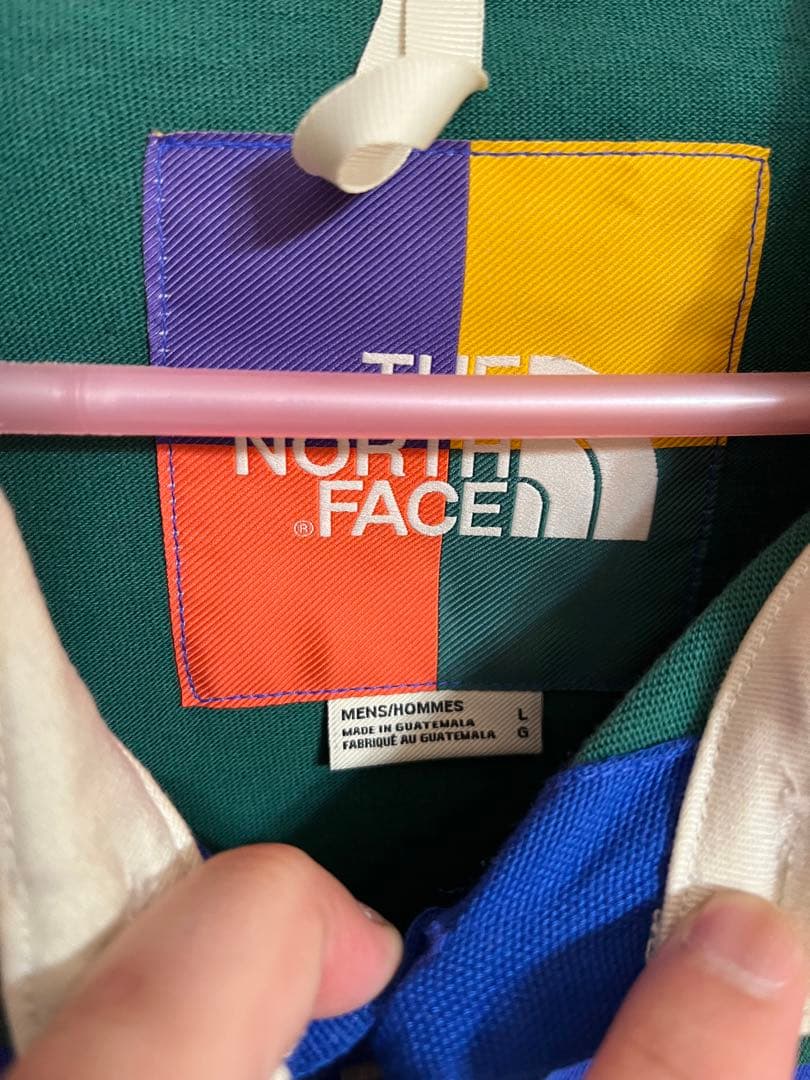 THE
NORTH
® FACE
MENS/HOMMES L
MADE IN GUATEMALA
FABRIQUÉ AU GUATEMALA G